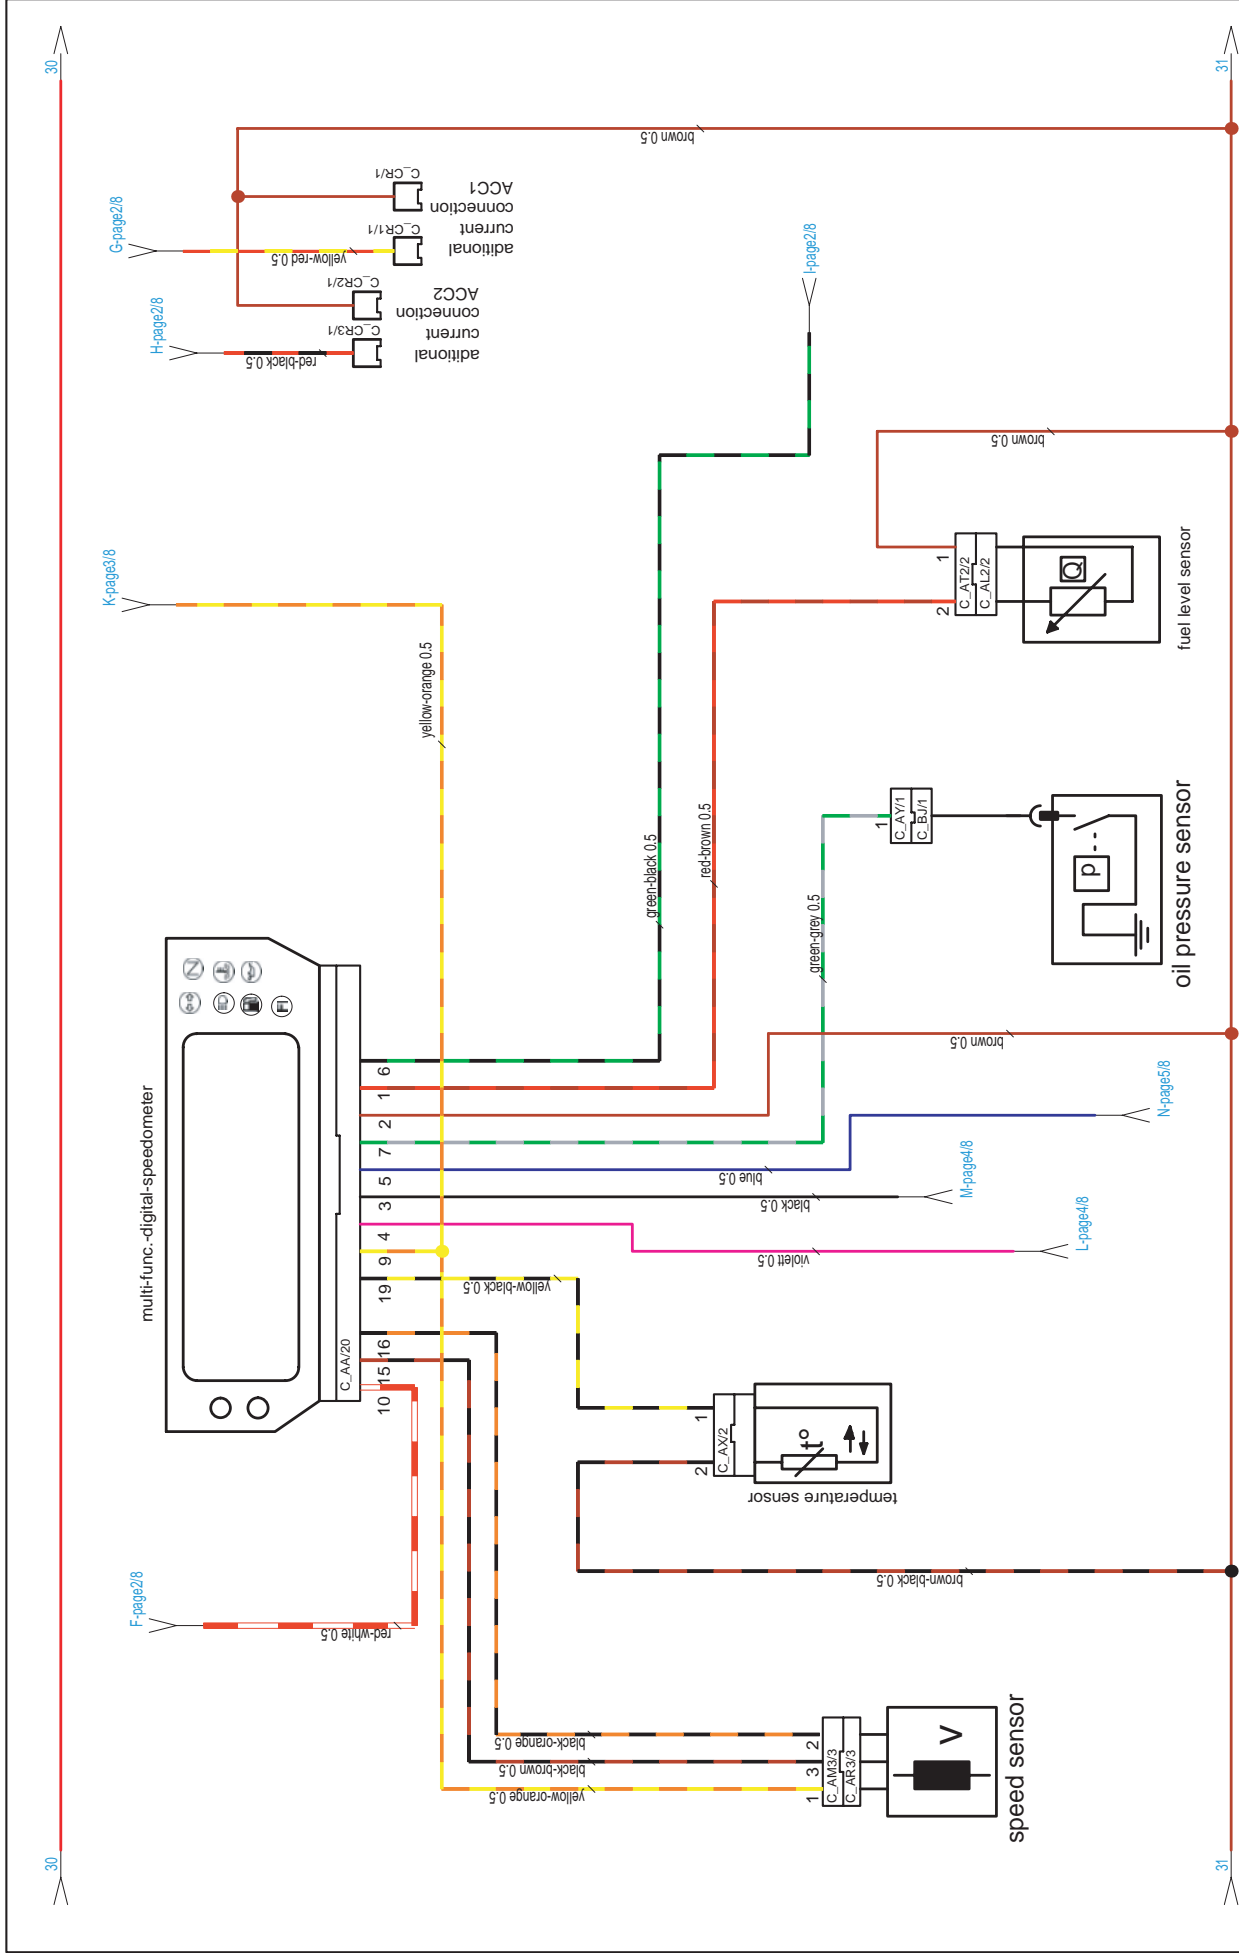 30
31
G-page2/8
H-page2/8
K-page3/8
F-page2/8
I-page2/8
N-page5/8
M-page4/8
L-page4/8
30
31
brown 0.5
C_CR/1
ACC1
connection
current
aditional
C_CR1/1
yellow-red 0.5
C_CR2/1
ACC2
connection
current
aditional
C_CR3/1
red-black 0.5
yellow-orange 0.5
green-black 0.5
red-brown 0.5
green-grey 0.5
brown 0.5
1
2
C_AT2/2
C_AL2/2
Q
fuel level sensor
1
C_AY/1
C_BJ/1
p
oil pressure sensor
multi-func.-digital-speedometer
N
FI
C_AA/20
6
1
2
7
5
3
4
9
19
16
15
10
brown 0.5
blue 0.5
black 0.5
violett 0.5
yellow-black 0.5
1
2
C_AX/2
t°
temperature sensor
brown-black 0.5
red-white 0.5
black-orange 0.5
black-brown 0.5
yellow-orange 0.5
2
3
1
C_AM3/3
C_AR3/3
V
speed sensor